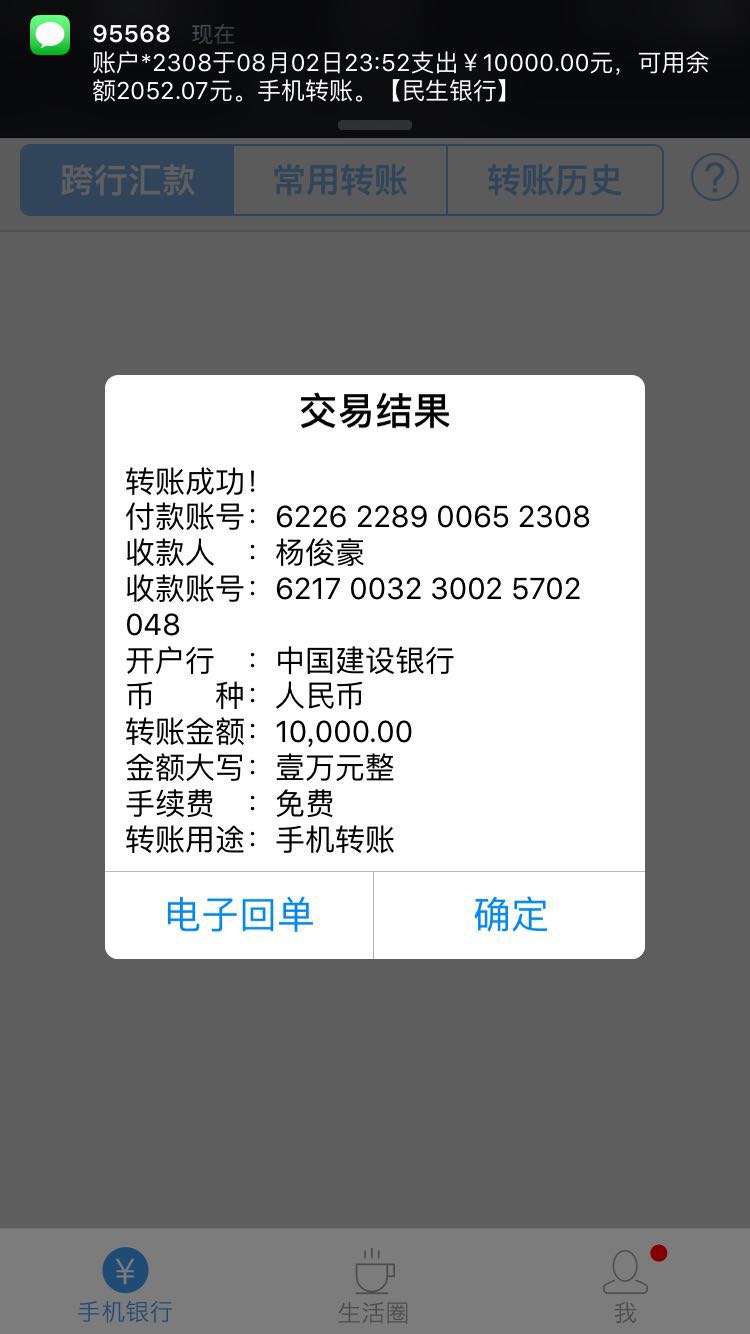 95568 现在
账户*2308于08月02日23:52支出￥10000.00元，可用余
额2052.07元。手机转账。【民生银行】
跨行汇款 常用转账 转账历史 ?
交易结果
转账成功！
付款账号：6226 2289 0065 2308
收款人 ：杨俊豪
收款账号：6217 0032 3002 5702
048
开户行 ：中国建设银行
币 种：人民币
转账金额：10,000.00
金额大写：壹万元整
手续费 ：免费
转账用途：手机转账
电子回单 确定
¥
手机银行 生活圈 我